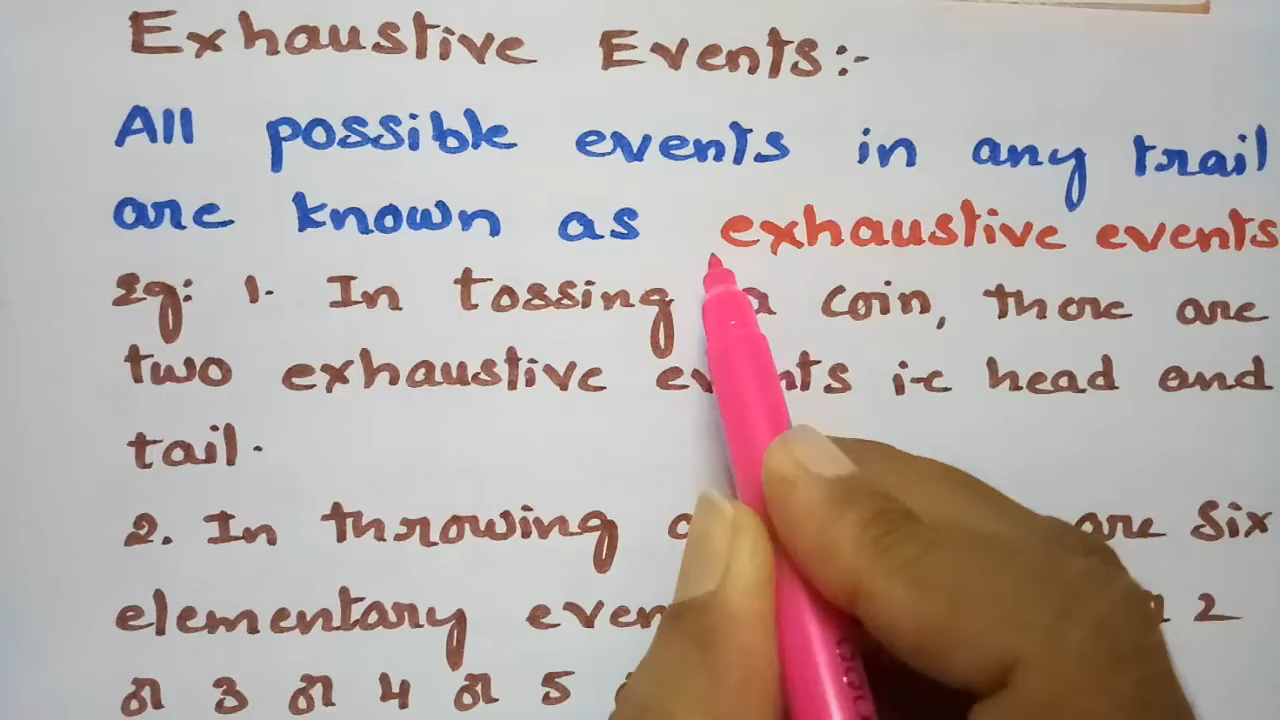 Exhaustive Events:-
All possible events in any trail
are known as exhaustive events
Eg: 1. In tossing a coin, there are
two exhaustive events i-e head and
tail.
2. In throwing are six
elementary 2
or 3 or 4 or 5